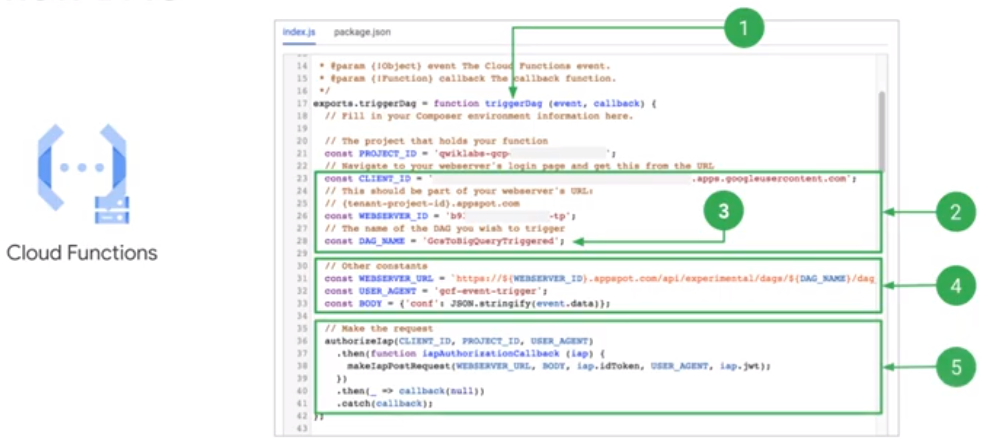 index.js package.json
14 * @param {!Object} event The Cloud Functions event.
15 * @param {!Function} callback The callback function.
16 */
17 exports.triggerDag = function triggerDag (event, callback) {
18 // Fill in your Composer environment information here.
19
20 // The project that holds your function
21 const PROJECT_ID = 'qwiklabs-gcp- ';
22 // Navigate to your webserver's login page and get this from the URL
23 const CLIENT_ID = ' .apps.googleusercontent.com';
24 // This should be part of your webserver's URL:
25 // {tenant-project-id}.appspot.com
26 const WEBSERVER_ID = 'b9 -tp';
27 // The name of the DAG you wish to trigger
28 const DAG_NAME = 'GcsToBigQueryTriggered';
29
30 // Other constants
31 const WEBSERVER_URL = `https://${WEBSERVER_ID}.appspot.com/api/experimental/dags/${DAG_NAME}/dag_
32 const USER_AGENT = 'gcf-event-trigger';
33 const BODY = {'conf': JSON.stringify(event.data)};
34
35 // Make the request
36 authorizeIap(CLIENT_ID, PROJECT_ID, USER_AGENT)
37 .then(function iapAuthorizationCallback (iap) {
38 makeIapPostRequest(WEBSERVER_URL, BODY, iap.idToken, USER_AGENT, iap.jwt);
39 })
40 .then(_ => callback(null))
41 .catch(callback);
42 };
43
1
2
3
4
5
Cloud Functions